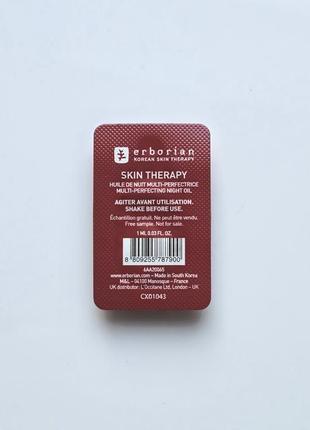 erborian
KOREAN SKIN THERAPY
SKIN THERAPY
HUILE DE NUIT MULTI-PERFECTRICE
MULTI-PERFECTING NIGHT OIL
AGITER AVANT UTILISATION.
SHAKE BEFORE USE.
Échantillon gratuit. Ne peut être vendu.
Free sample. Not for sale.
1 ML 0.03 FL.OZ.
8 809255 787900
6AA20065
www.erborian.com – Made in South Korea
M&L – 04100 Manosque – France
UK distributor: L'Occitane Ltd, London – UK
CX01043